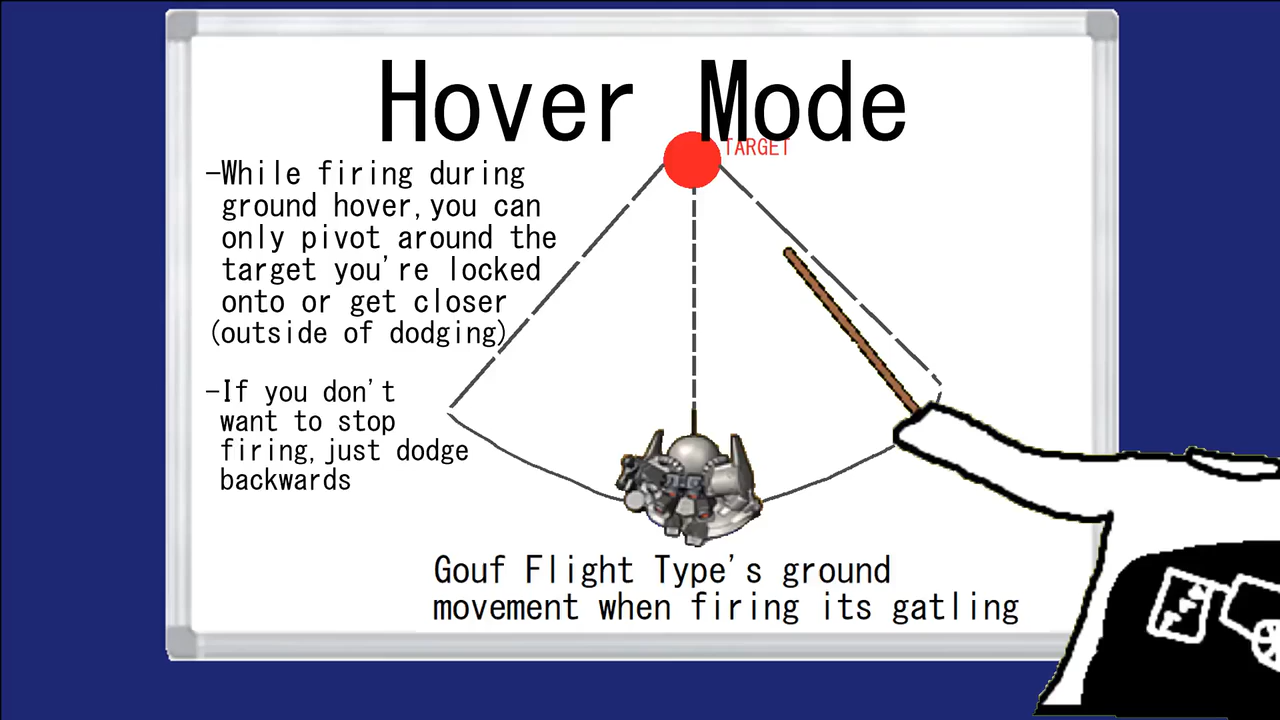 Hover Mode
TARGET
-While firing during
ground hover,you can
only pivot around the
target you're locked
onto or get closer
(outside of dodging)
-If you don't
want to stop
firing,just dodge
backwards
Gouf Flight Type's ground
movement when firing its gatling